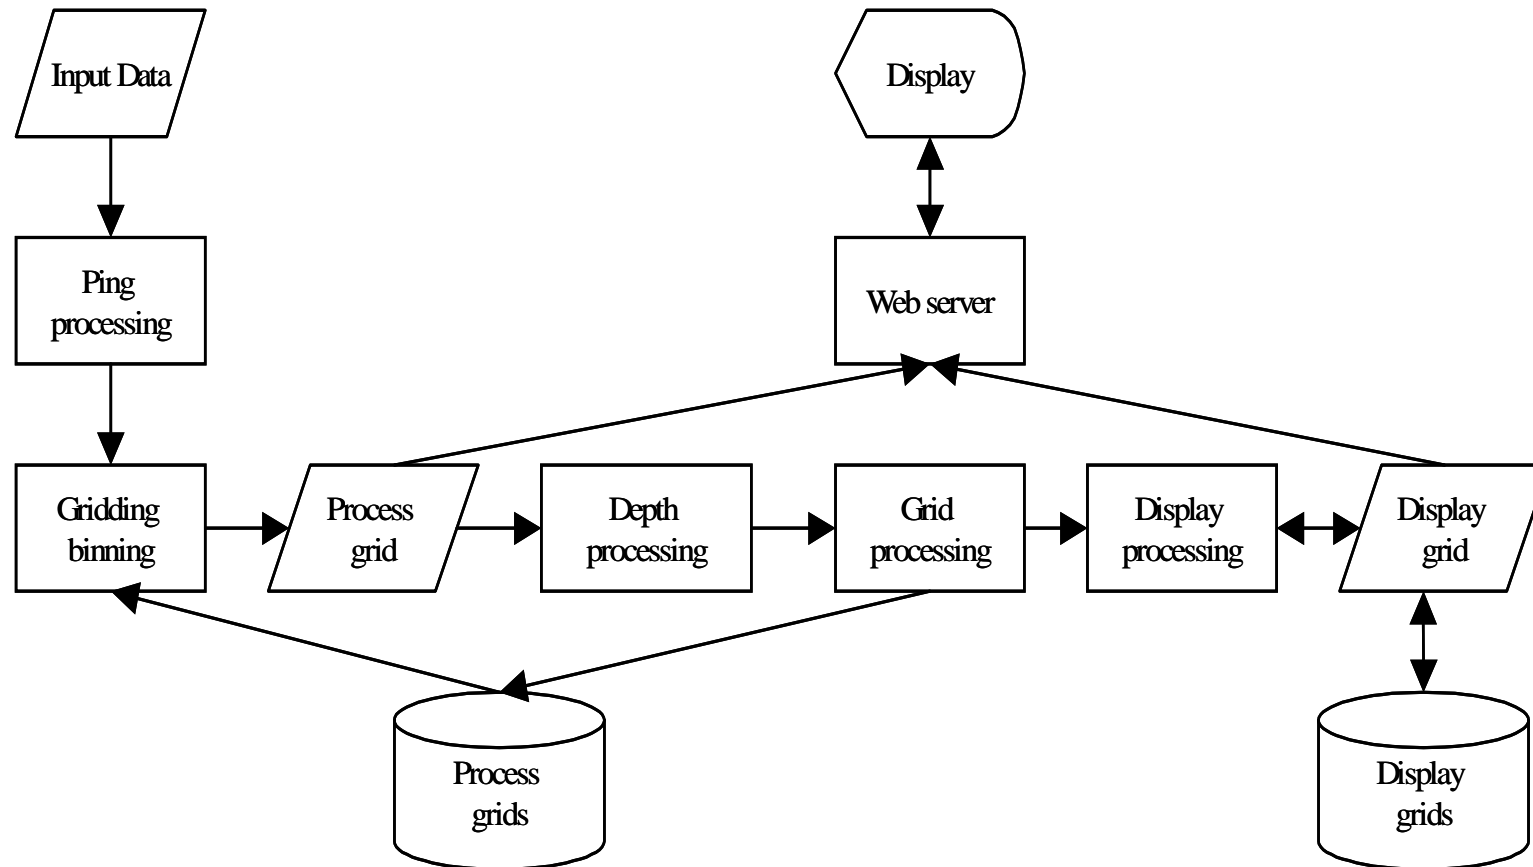 Input Data
Display
Ping
processing
Web server
Gridding
binning
Process
grid
Depth
processing
Grid
processing
Display
processing
Display
grid
Process
grids
Display
grids